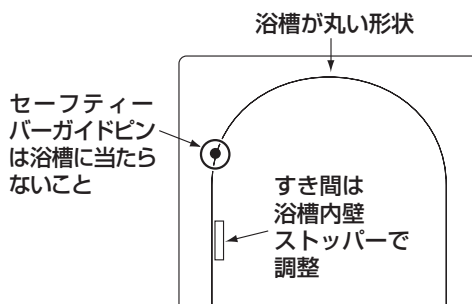 浴槽が丸い形状
セーフティー
バーガイドピン
は浴槽に当たら
ないこと
すき間は
浴槽内壁
ストッパーで
調整